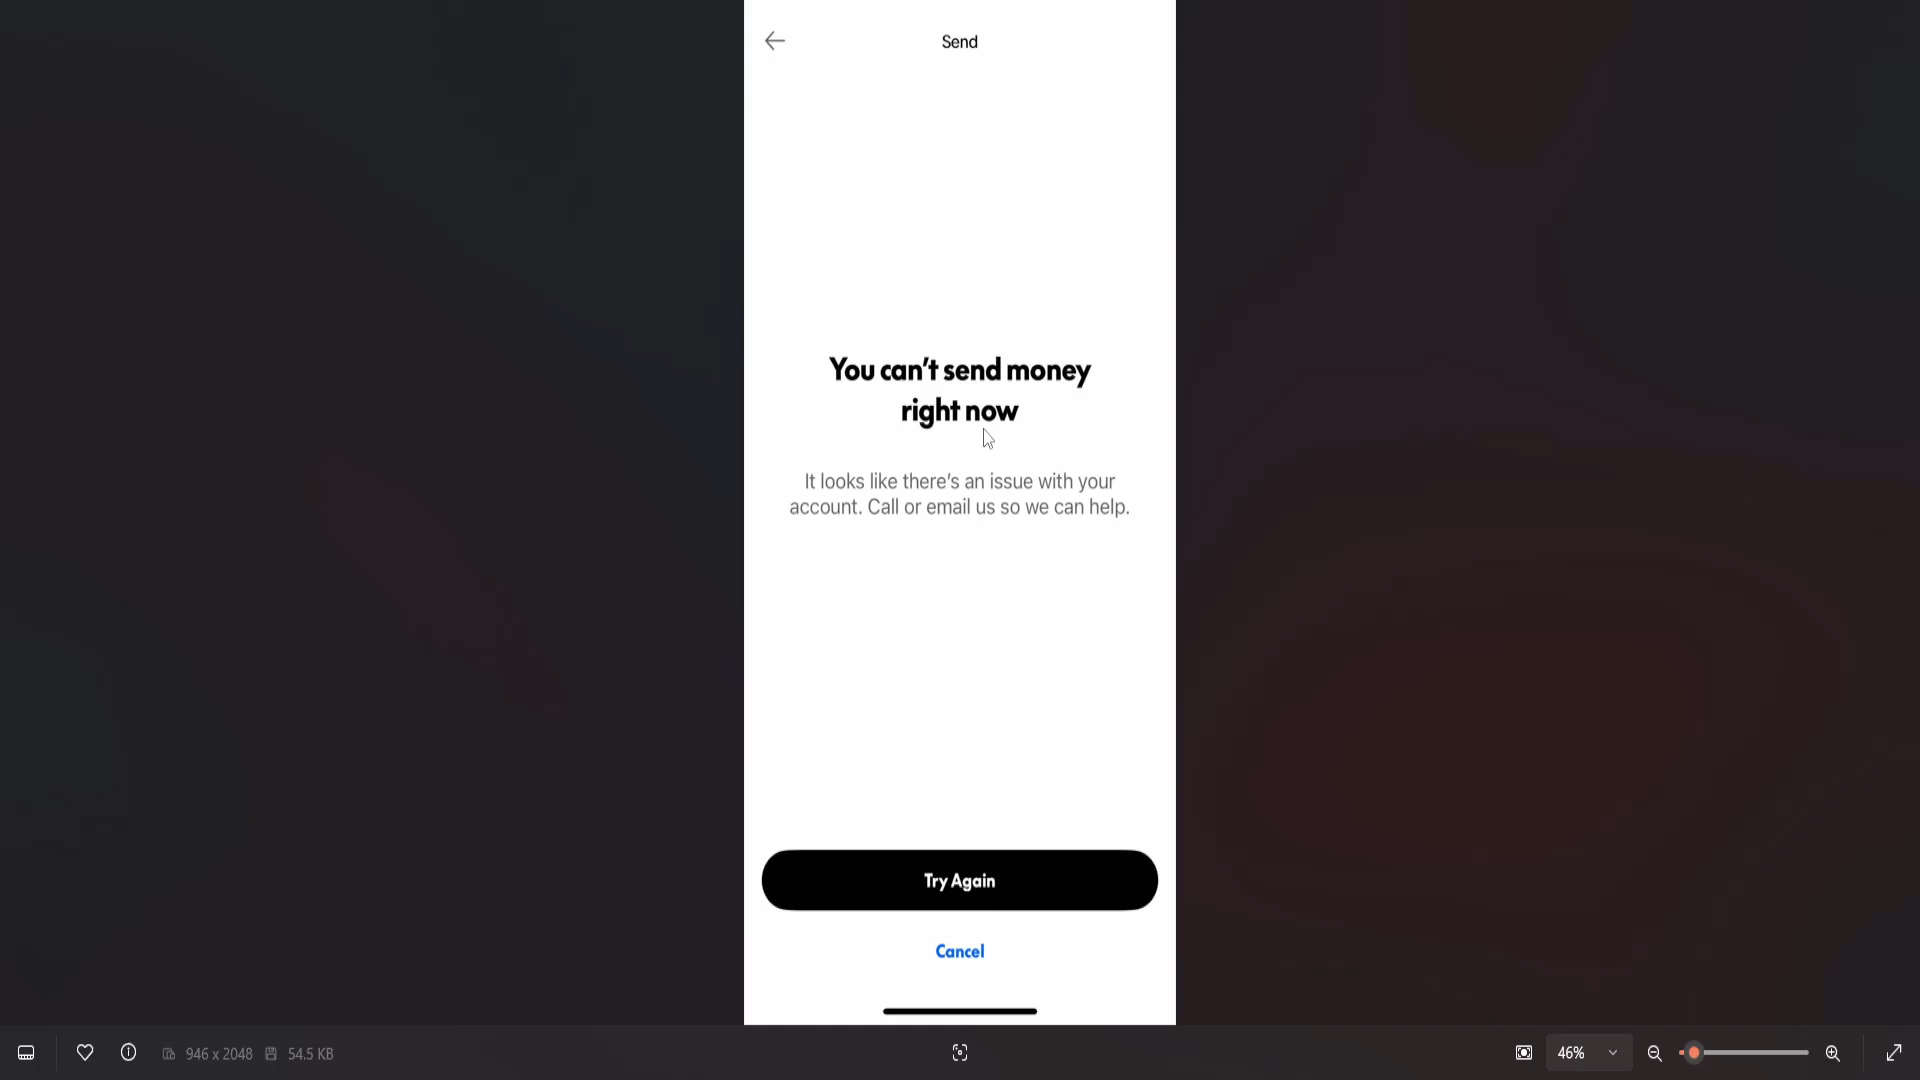 Send
You can't send money
right now
It looks like there's an issue with your
account. Call or email us so we can help.
Try Again
Cancel
946 x 2048 54.5 KB 46%